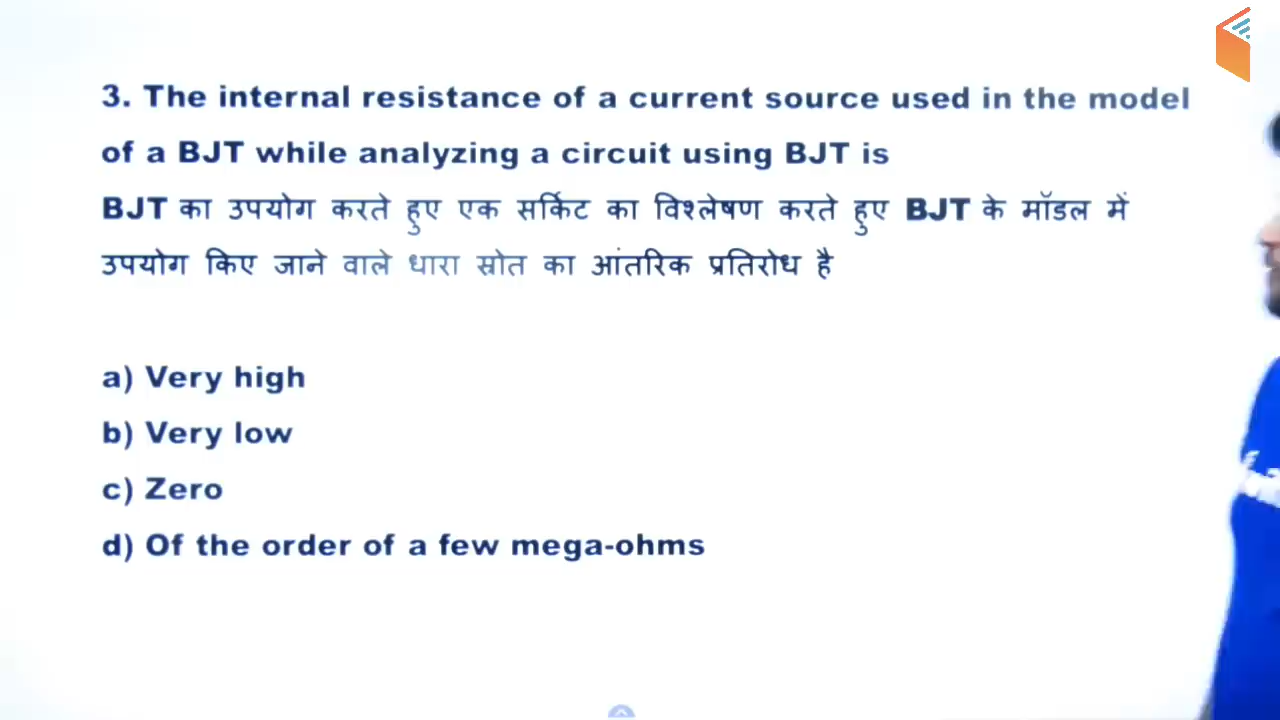 3. The internal resistance of a current source used in the model
of a BJT while analyzing a circuit using BJT is
BJT का उपयोग करते हुए एक सर्किट का विश्लेषण करते हुए BJT के मॉडल में
उपयोग किए जाने वाले धारा स्रोत का आंतरिक प्रतिरोध है
a) Very high
b) Very low
c) Zero
d) Of the order of a few mega-ohms